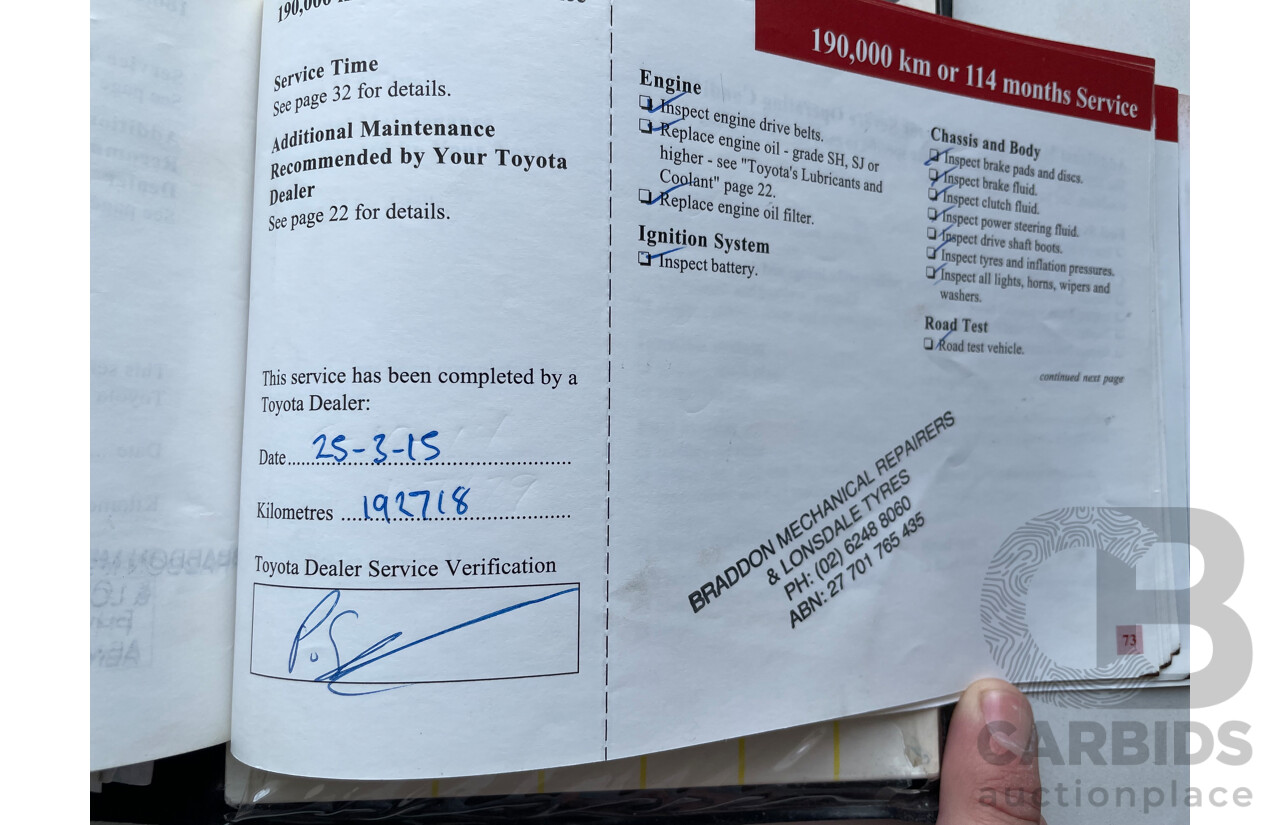 190,000
Service Time
See page 32 for details.
Additional Maintenance
Recommended by Your Toyota
Dealer
See page 22 for details.
This service has been completed by a
Toyota Dealer:
Date 25-3-15
Kilometres 192718
Toyota Dealer Service Verification
190,000 km or 114 months Service
Engine
Inspect engine drive belts.
Replace engine oil - grade SH, SJ or
higher - see "Toyota's Lubricants and
Coolant" page 22.
Replace engine oil filter.
Ignition System
Inspect battery.
Chassis and Body
Inspect brake pads and discs.
Inspect brake fluid.
Inspect clutch fluid.
Inspect power steering fluid.
Inspect drive shaft boots.
Inspect tyres and inflation pressures.
Inspect all lights, horns, wipers and
washers.
Road Test
Road test vehicle.
continued next page
BRADDON MECHANICAL REPAIRERS
& LONSDALE TYRES
PH: (02) 6248 8060
ABN: 27 701 765 435
73
CB
CARBIDS
auctionplace